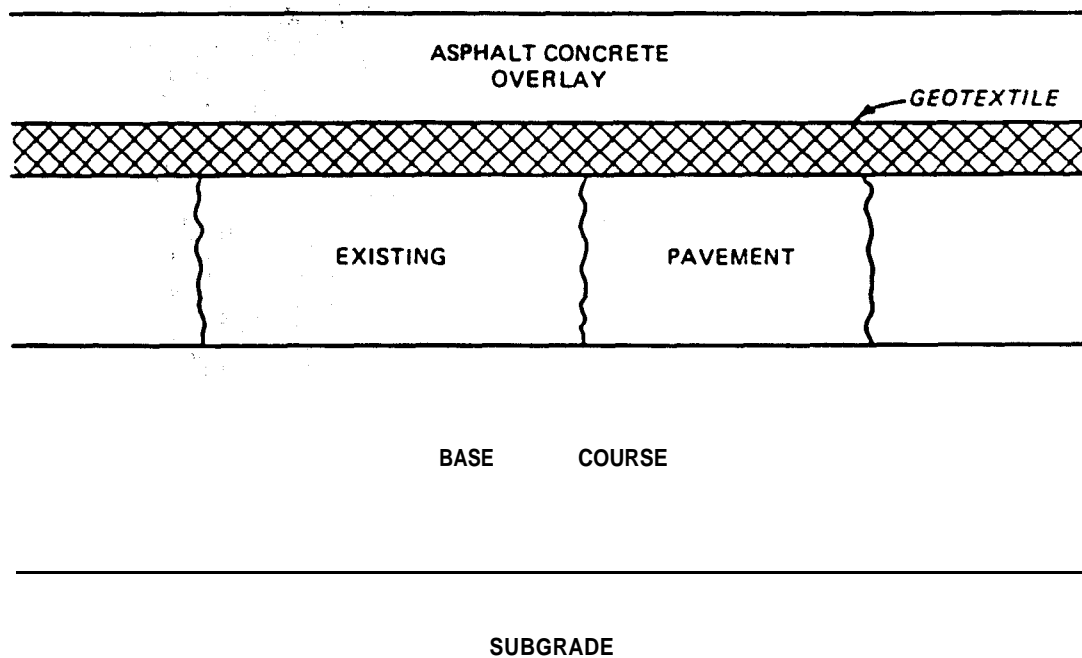 ASPHALT CONCRETE
OVERLAY
GEOTEXTILE
EXISTING PAVEMENT
BASE COURSE
SUBGRADE